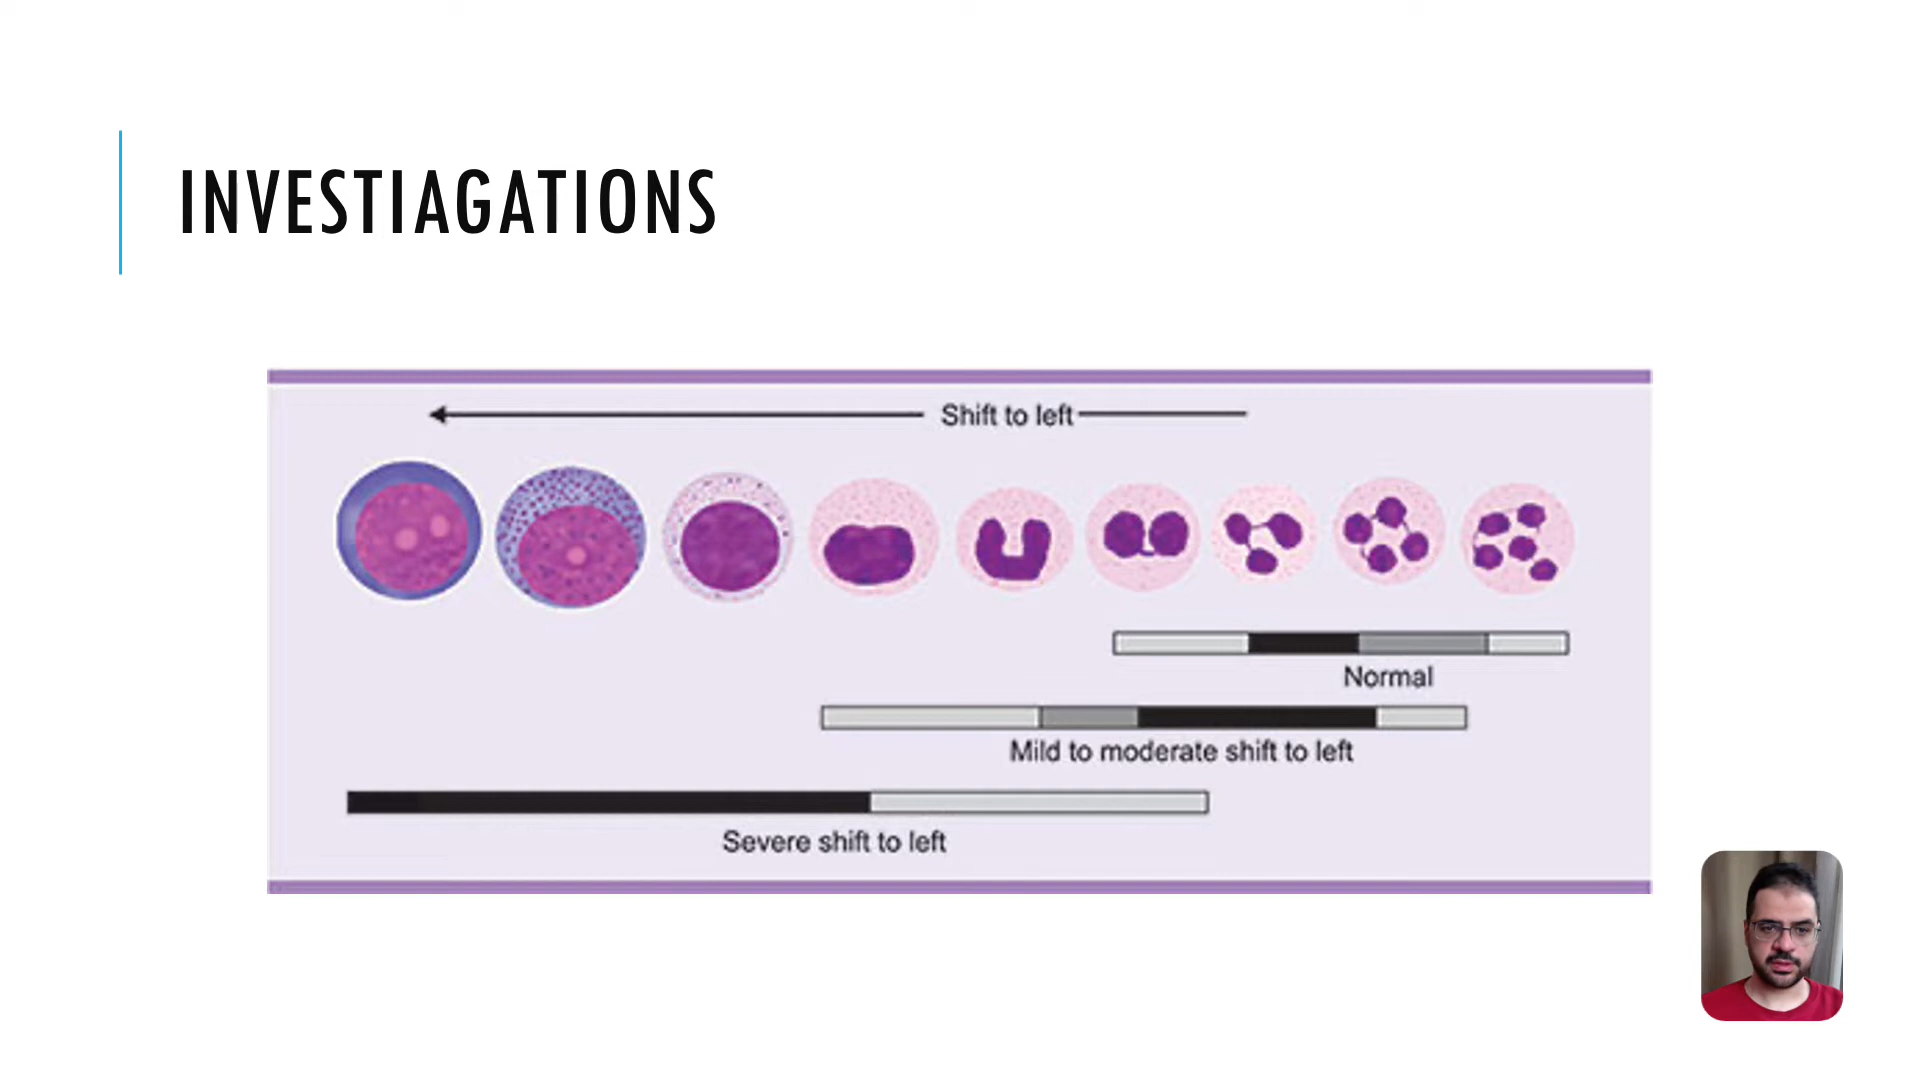 INVESTIAGATIONS
Shift to left
Normal
Mild to moderate shift to left
Severe shift to left